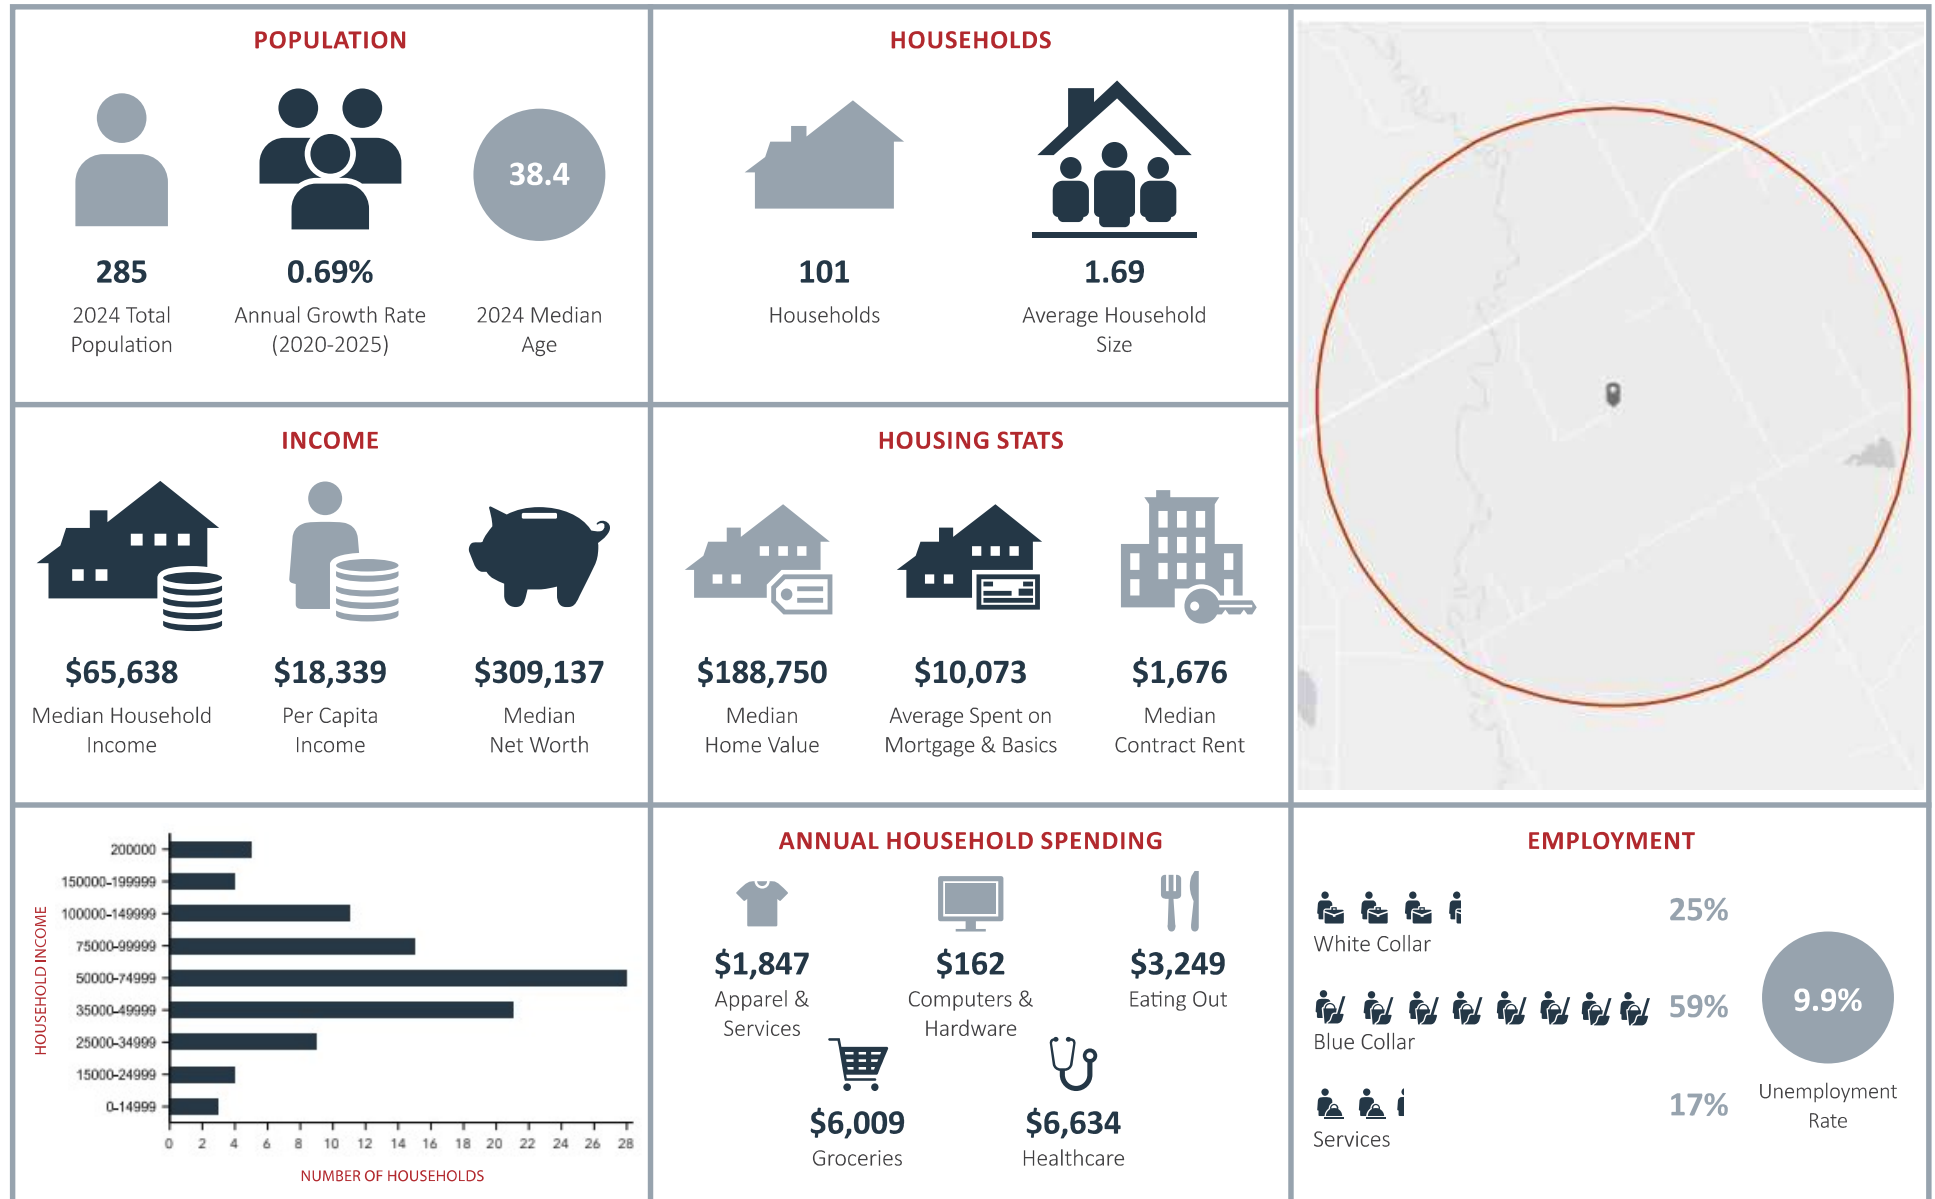 POPULATION
38.4
285
2024 Total
Population
0.69%
Annual Growth Rate
(2020-2025)
2024 Median
Age
HOUSEHOLDS
101
Households
1.69
Average Household
Size
INCOME
$65,638
Median Household
Income
$18,339
Per Capita
Income
$309,137
Median
Net Worth
HOUSING STATS
$188,750
Median
Home Value
$10,073
Average Spent on
Mortgage & Basics
$1,676
Median
Contract Rent
HOUSEHOLD INCOME
200000
150000-199999
100000-149999
75000-99999
50000-74999
35000-49999
25000-34999
15000-24999
0-14999
0 2 4 6 8 10 12 14 16 18 20 22 24 26 28
NUMBER OF HOUSEHOLDS
ANNUAL HOUSEHOLD SPENDING
$1,847
Apparel &
Services
$162
Computers &
Hardware
$3,249
Eating Out
$6,009
Groceries
$6,634
Healthcare
EMPLOYMENT
25%
White Collar
59%
Blue Collar
17%
Services
9.9%
Unemployment
Rate